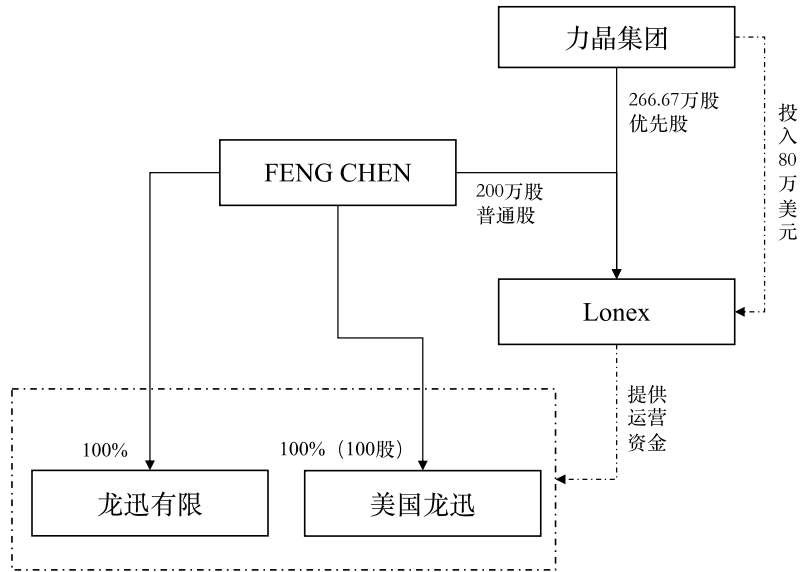 力晶集团
266.67万股
优先股
投
入
80
万
美
元
FENG CHEN
200万股
普通股
Lonex
提供
运营
资金
100%
100%（100股）
龙迅有限
美国龙迅